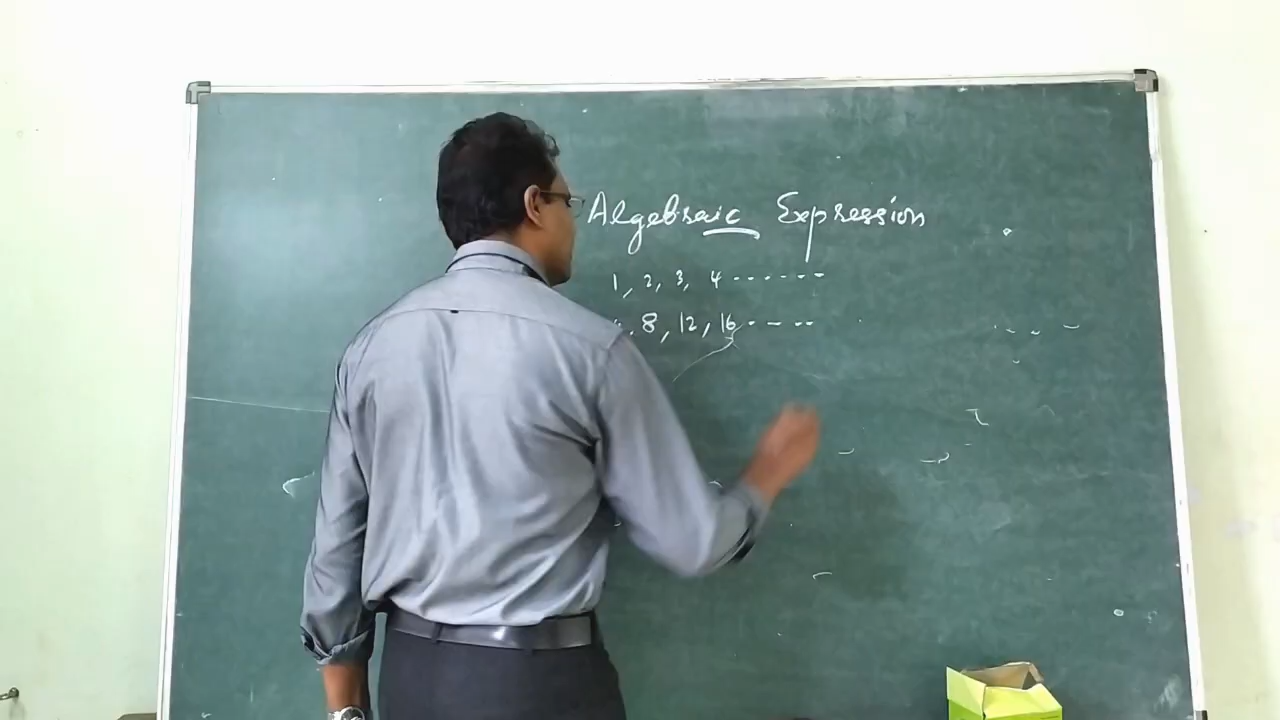 Algebraic Expression
1, 2, 3, 4 - - - - - -
, 8, 12, 16 - - - -